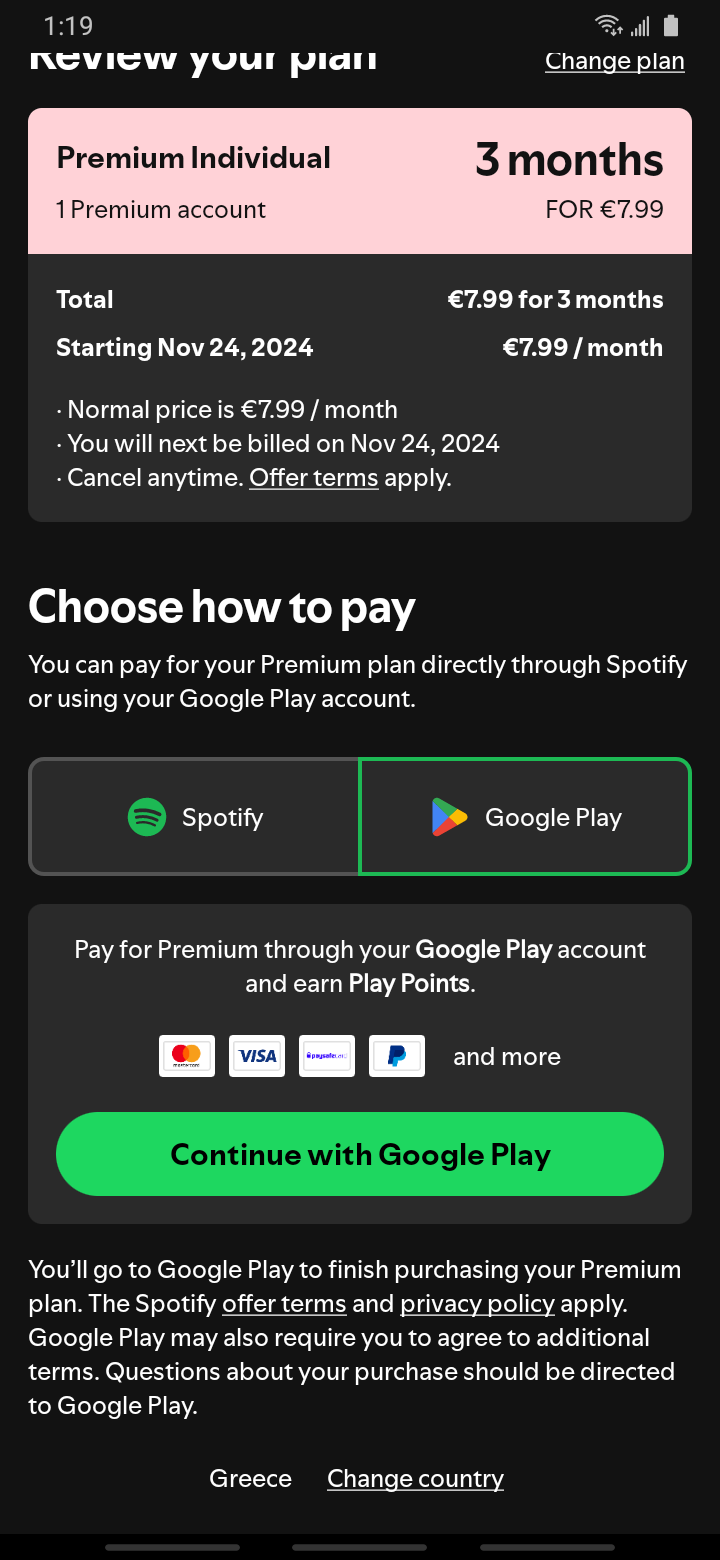 1:19
Review your plan
Change plan
Premium Individual
3 months
1 Premium account
FOR €7.99
Total
€7.99 for 3 months
Starting Nov 24, 2024
€7.99 / month
· Normal price is €7.99 / month
· You will next be billed on Nov 24, 2024
· Cancel anytime. Offer terms apply.
Choose how to pay
You can pay for your Premium plan directly through Spotify
or using your Google Play account.
Spotify
Google Play
Pay for Premium through your Google Play account
and earn Play Points.
VISA
and more
Continue with Google Play
You’ll go to Google Play to finish purchasing your Premium
plan. The Spotify offer terms and privacy policy apply.
Google Play may also require you to agree to additional
terms. Questions about your purchase should be directed
to Google Play.
Greece
Change country